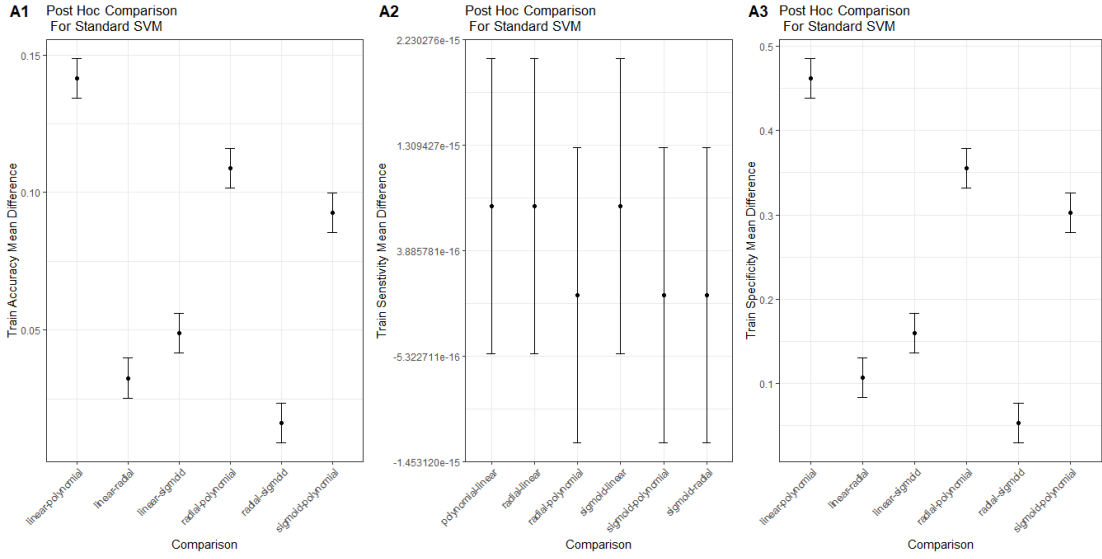 A1
Post Hoc Comparison
For Standard SVM
Train Accuracy Mean Difference
0.15
0.10
0.05
linear-polynomial
linear-radial
linear-sigmoid
radial-polynomial
radial-sigmoid
sigmoid-polynomial
Comparison
A2
Post Hoc Comparison
For Standard SVM
Train Senstivity Mean Difference
2.230276e-15
1.309427e-15
3.885781e-16
-5.322711e-16
-1.453120e-15
polynomial-linear
radial-linear
radial-polynomial
sigmoid-linear
sigmoid-polynomial
sigmoid-radial
Comparison
A3
Post Hoc Comparison
For Standard SVM
Train Specificity Mean Difference
0.5
0.4
0.3
0.2
0.1
linear-polynomial
linear-radial
linear-sigmoid
radial-polynomial
radial-sigmoid
sigmoid-polynomial
Comparison